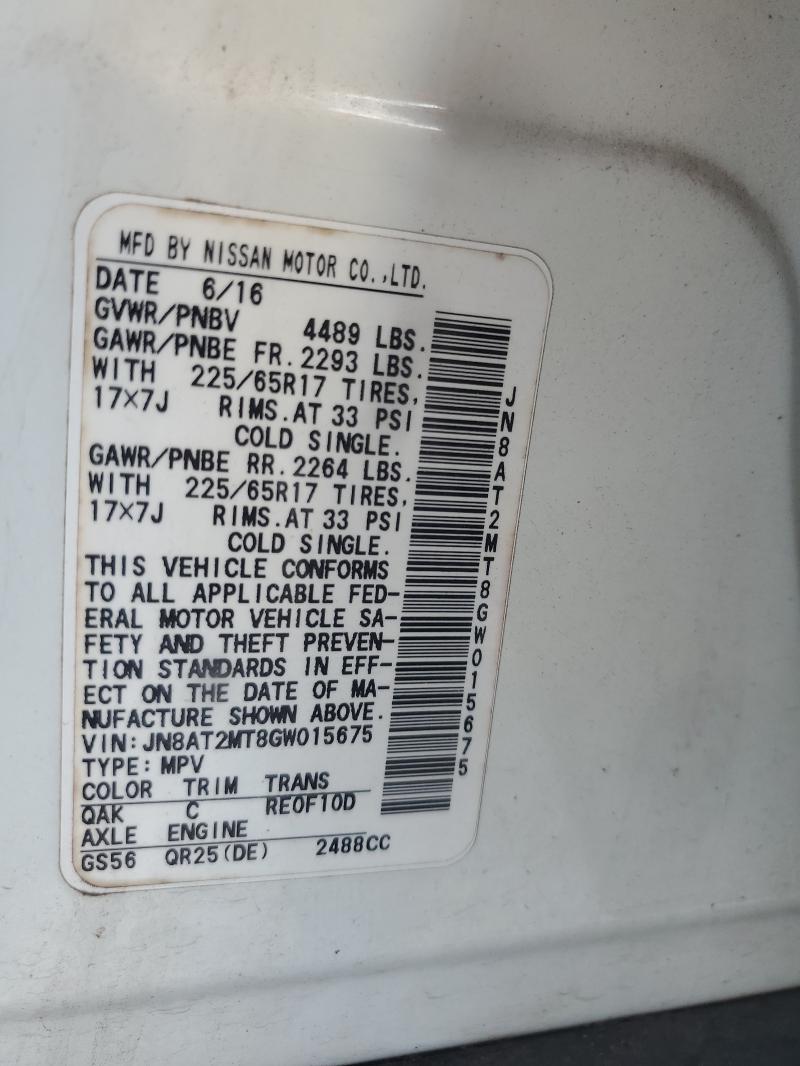 MFD BY NISSAN MOTOR CO.,LTD.
DATE 6/16
GVWR/PNBV 4489 LBS.
GAWR/PNBE FR. 2293 LBS.
WITH 225/65R17 TIRES,
17×7J RIMS. AT 33 PSI
COLD SINGLE.
GAWR/PNBE RR. 2264 LBS.
WITH 225/65R17 TIRES,
17×7J RIMS. AT 33 PSI
COLD SINGLE.
THIS VEHICLE CONFORMS
TO ALL APPLICABLE FED-
ERAL MOTOR VEHICLE SA-
FETY AND THEFT PREVEN-
TION STANDARDS IN EFF-
ECT ON THE DATE OF MA-
NUFACTURE SHOWN ABOVE.
VIN: JN8AT2MT8GW015675
TYPE: MPV
COLOR TRIM TRANS
QAK C RE0F10D
AXLE ENGINE
GS56 QR25(DE) 2488CC
JN8AT2MT8GW015675